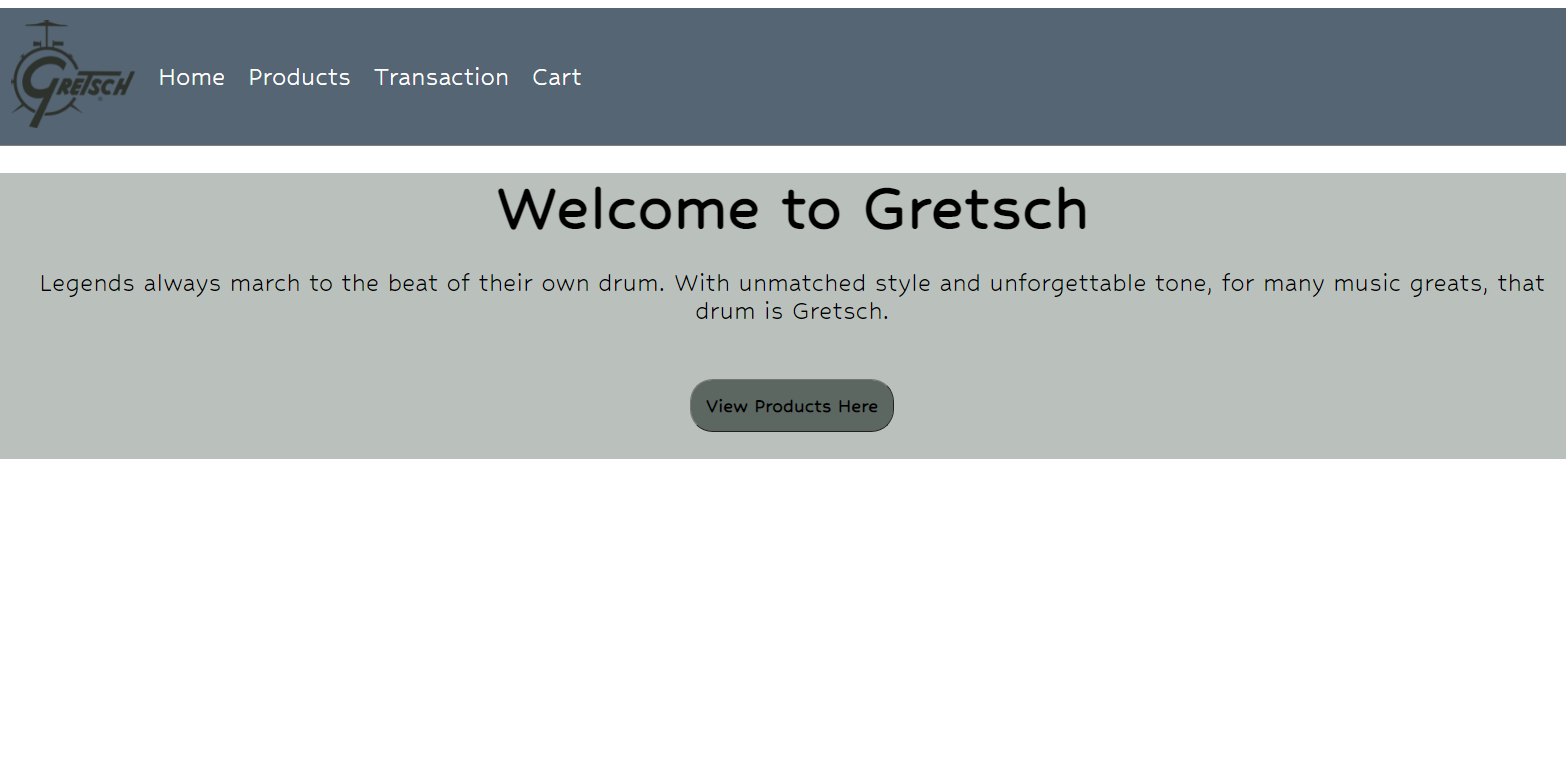 Gretsch
Home Products Transaction Cart
Welcome to Gretsch
Legends always march to the beat of their own drum. With unmatched style and unforgettable tone, for many music greats, that
drum is Gretsch.
View Products Here